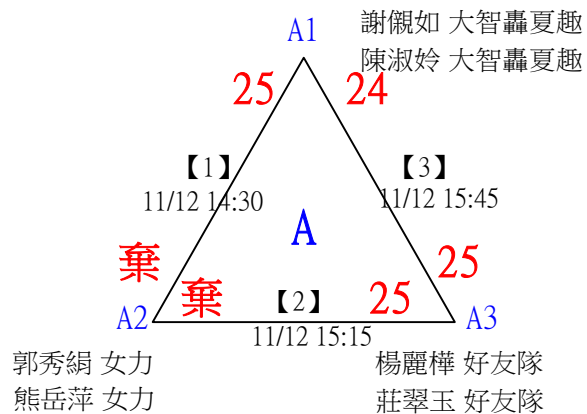 A1
謝儭如 大智轟夏趣
陳淑姈 大智轟夏趣
25
24
【1】
11/12 14:30
【3】
11/12 15:45
A
棄
棄
25
25
A2
【2】
A3
11/12 15:15
郭秀絹 女力
熊岳萍 女力
楊麗樺 好友隊
莊翠玉 好友隊